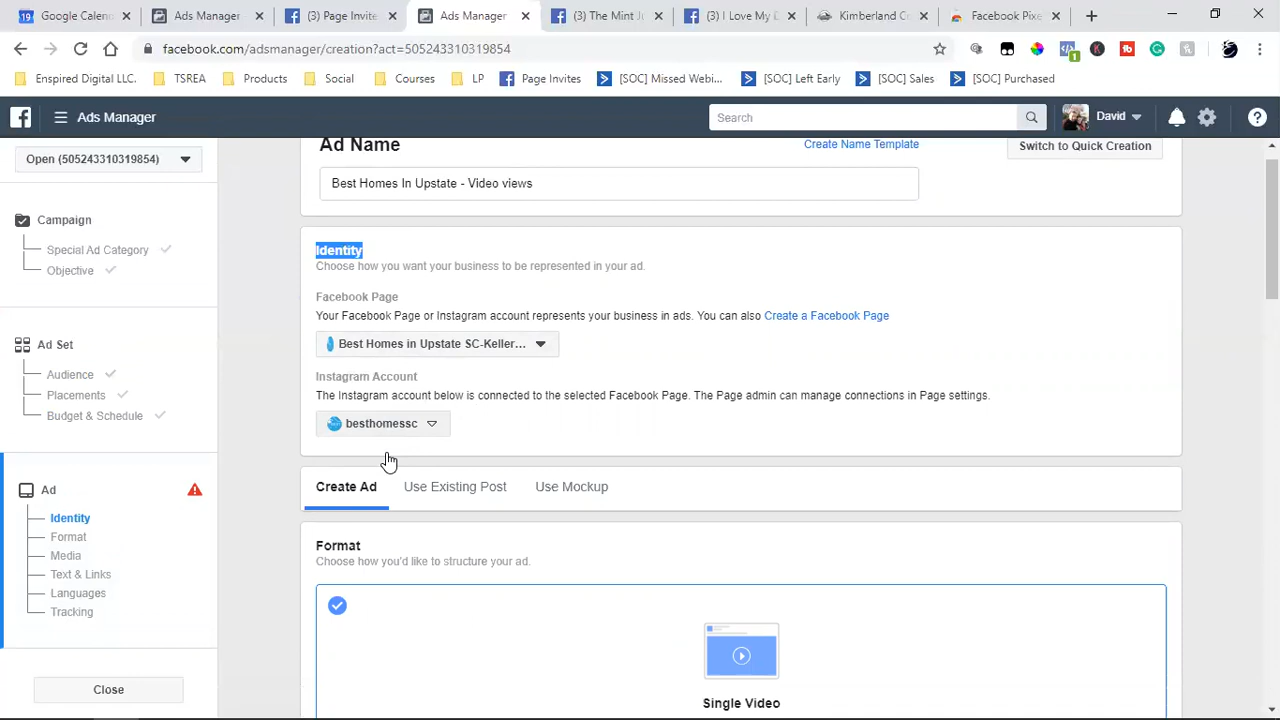 19 Google Calen
Ads Manager
(3) Page Invite
Ads Manager
(3) The Mint Ju
(3) I Love My D
Kimberland Co
Facebook Pixe
facebook.com/adsmanager/creation?act=505243310319854
1
Enspired Digital LLC.
TSREA
Products
Social
Courses
LP
Page Invites
[SOC] Missed Webi...
[SOC] Left Early
[SOC] Sales
[SOC] Purchased
Ads Manager
Search
David
Open (505243310319854)
Campaign
Special Ad Category
Objective
Ad Set
Audience
Placements
Budget & Schedule
Ad
Identity
Format
Media
Text & Links
Languages
Tracking
Close
Ad Name
Create Name Template
Switch to Quick Creation
Best Homes In Upstate - Video views
Identity
Choose how you want your business to be represented in your ad.
Facebook Page
Your Facebook Page or Instagram account represents your business in ads. You can also Create a Facebook Page
Best Homes in Upstate SC-Keller...
Instagram Account
The Instagram account below is connected to the selected Facebook Page. The Page admin can manage connections in Page settings.
besthomessc
Create Ad
Use Existing Post
Use Mockup
Format
Choose how you'd like to structure your ad.
Single Video